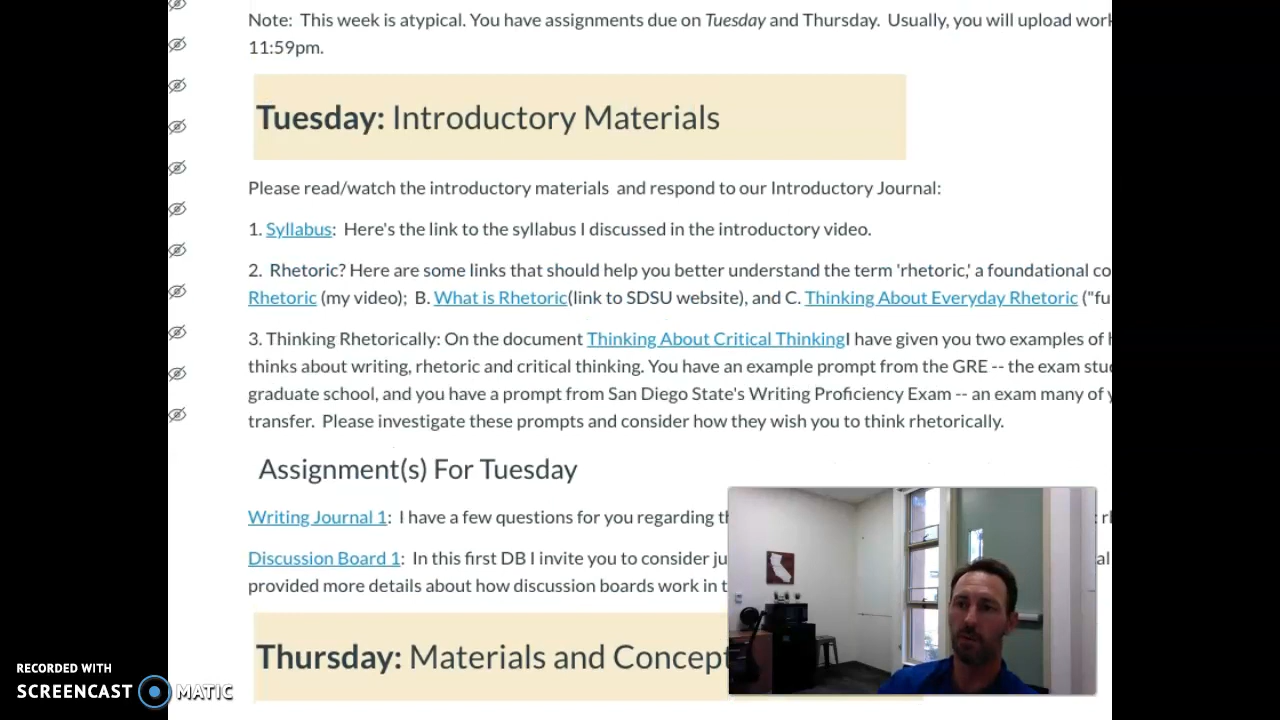 Note: This week is atypical. You have assignments due on Tuesday and Thursday. Usually, you will upload work
11:59pm.
Tuesday: Introductory Materials
Please read/watch the introductory materials and respond to our Introductory Journal:
1. Syllabus: Here's the link to the syllabus I discussed in the introductory video.
2. Rhetoric? Here are some links that should help you better understand the term 'rhetoric,' a foundational co
Rhetoric (my video); B. What is Rhetoric(link to SDSU website), and C. Thinking About Everyday Rhetoric ("fu
3. Thinking Rhetorically: On the document Thinking About Critical ThinkingI have given you two examples of
thinks about writing, rhetoric and critical thinking. You have an example prompt from the GRE -- the exam stu
graduate school, and you have a prompt from San Diego State's Writing Proficiency Exam -- an exam many of
transfer. Please investigate these prompts and consider how they wish you to think rhetorically.
Assignment(s) For Tuesday
Writing Journal 1: I have a few questions for you regarding
Discussion Board 1: In this first DB I invite you to consider ju
provided more details about how discussion boards work in
Thursday: Materials and Concept
RECORDED WITH
SCREENCAST MATIC